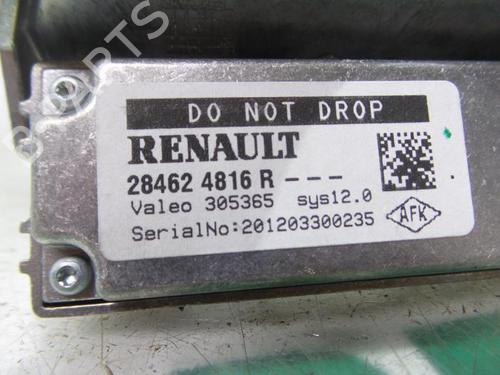 DO NOT DROP
RENAULT
28462 4816 R ---
Valeo 305365 sys12.0
SerialNo:201203300235
AFK